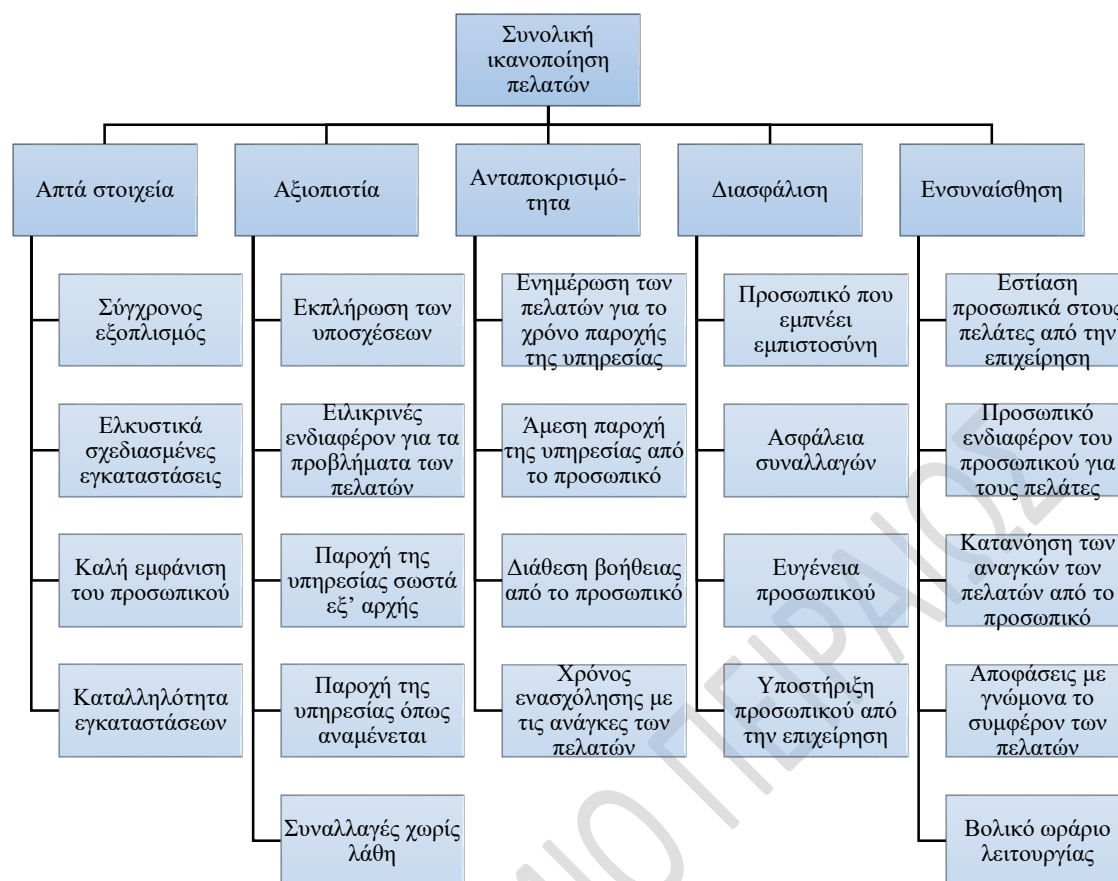 Συνολική
ικανοποίηση
πελατών
Απτά στοιχεία
Αξιοπιστία
Ανταποκρισιμό-
τητα
Διασφάλιση
Ενσυναίσθηση
Σύγχρονος
εξοπλισμός
Ελκυστικά
σχεδιασμένες
εγκαταστάσεις
Καλή εμφάνιση
του προσωπικού
Καταλληλότητα
εγκαταστάσεων
Εκπλήρωση των
υποσχέσεων
Ειλικρινές
ενδιαφέρον για τα
προβλήματα των
πελατών
Παροχή της
υπηρεσίας σωστά
εξ’ αρχής
Παροχή της
υπηρεσίας όπως
αναμένεται
Συναλλαγές χωρίς
λάθη
Ενημέρωση των
πελατών για το
χρόνο παροχής
της υπηρεσίας
Άμεση παροχή
της υπηρεσίας από
το προσωπικό
Διάθεση βοήθειας
από το προσωπικό
Χρόνος
ενασχόλησης με
τις ανάγκες των
πελατών
Προσωπικό που
εμπνέει
εμπιστοσύνη
Ασφάλεια
συναλλαγών
Ευγένεια
προσωπικού
Υποστήριξη
προσωπικού από
την επιχείρηση
Εστίαση
προσωπικά στους
πελάτες από την
επιχείρηση
Προσωπικό
ενδιαφέρον του
προσωπικού για
τους πελάτες
Κατανόηση των
αναγκών των
πελατών από το
προσωπικό
Αποφάσεις με
γνώμονα το
συμφέρον των
πελατών
Βολικό ωράριο
λειτουργίας
ΠΕΙΡΑΙΩΣ